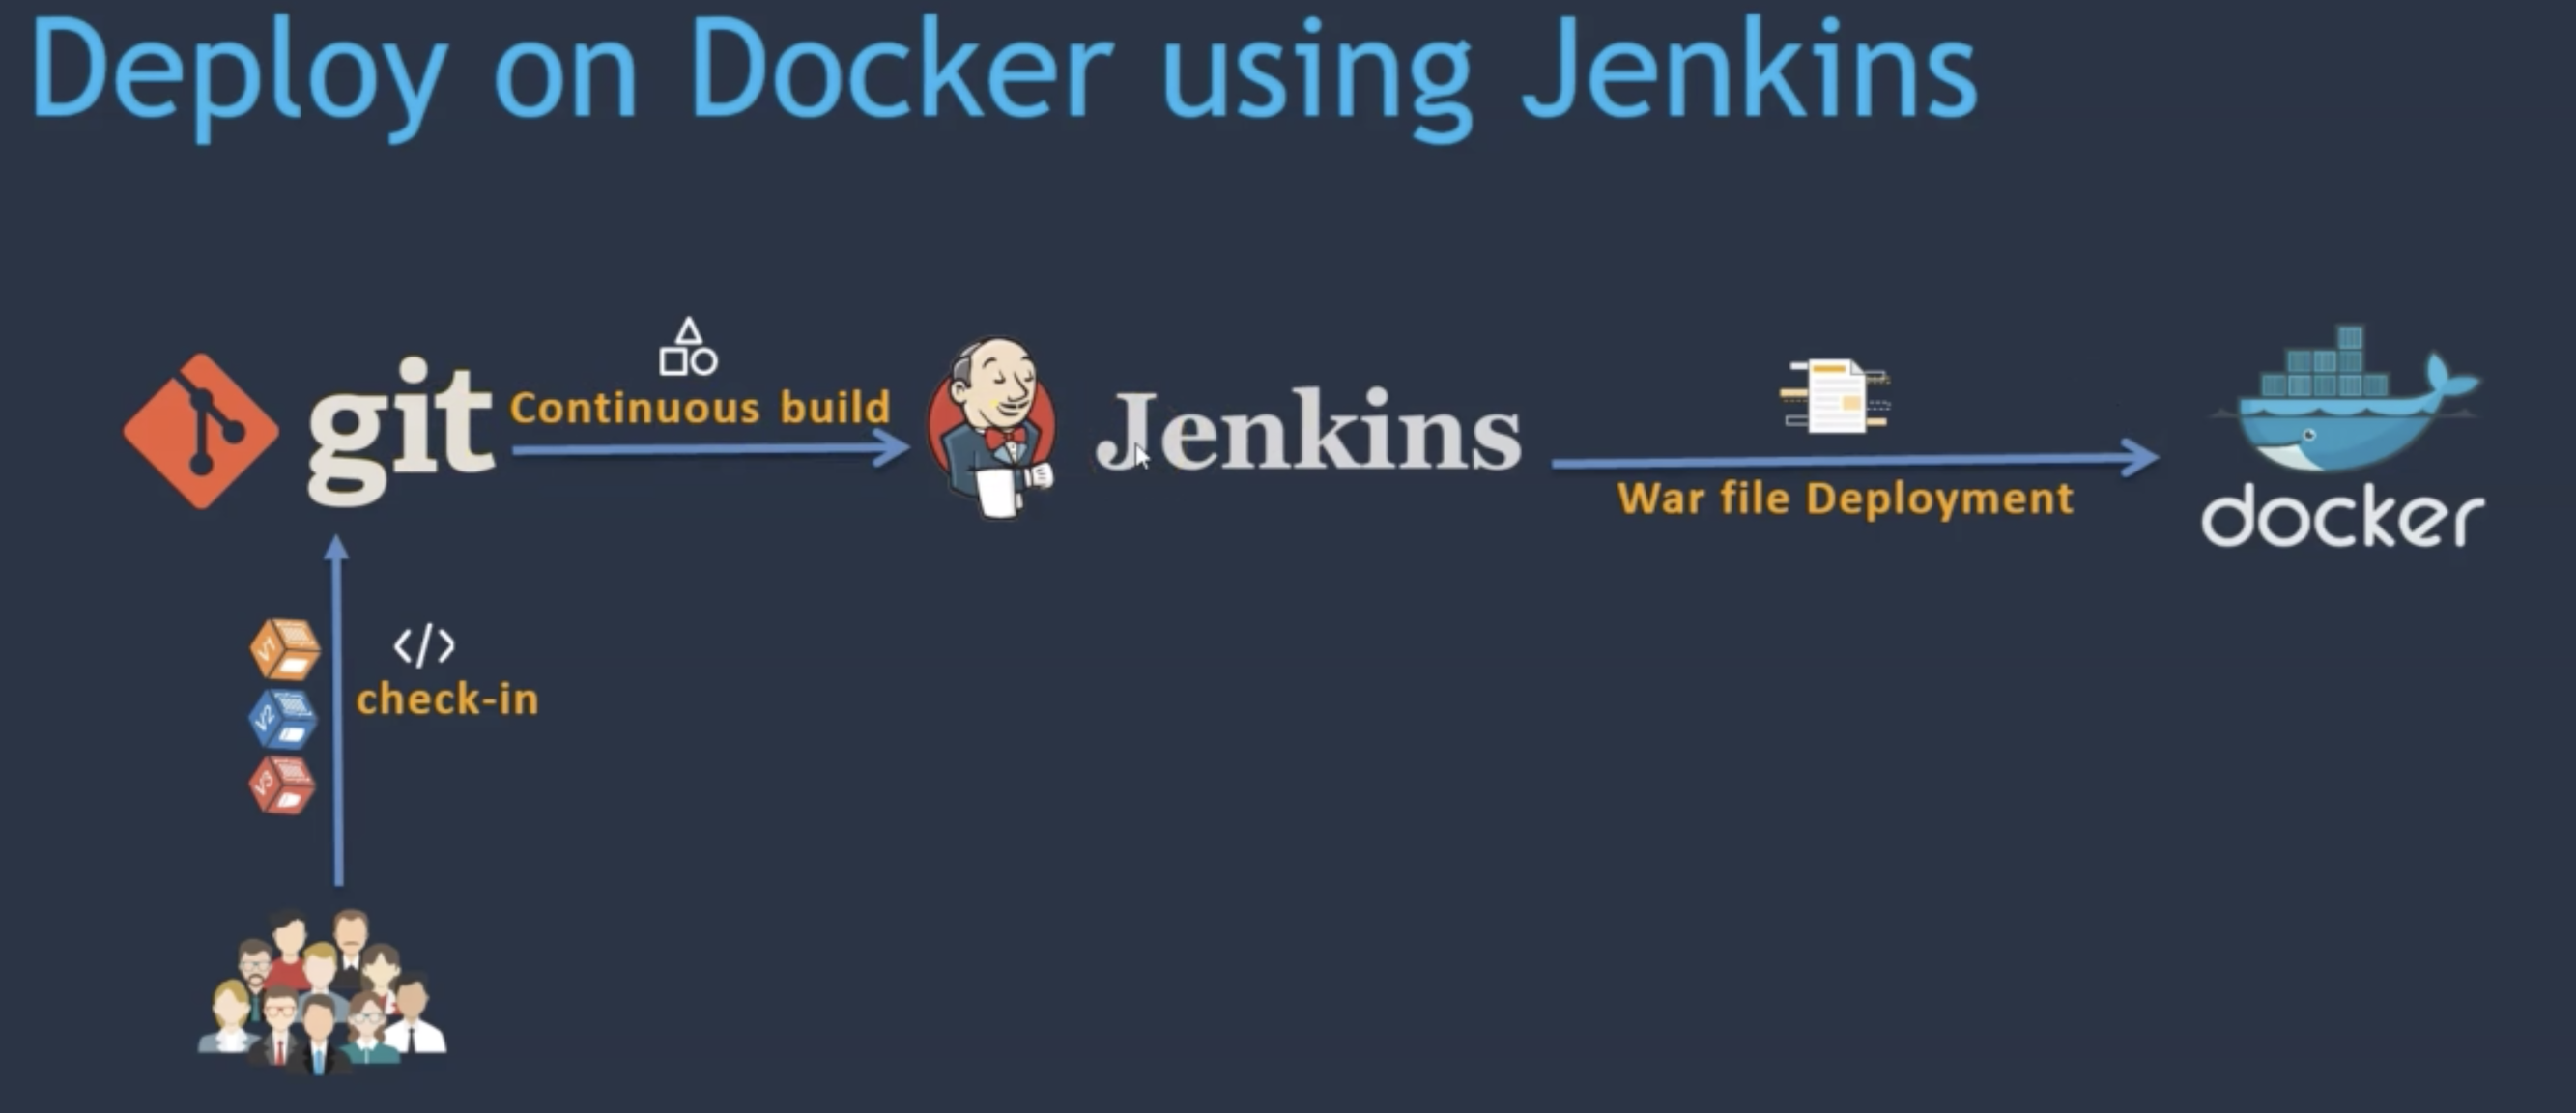 Deploy on Docker using Jenkins
git
Continuous build
Jenkins
War file Deployment
docker
</>
check-in
V1
V2
V3